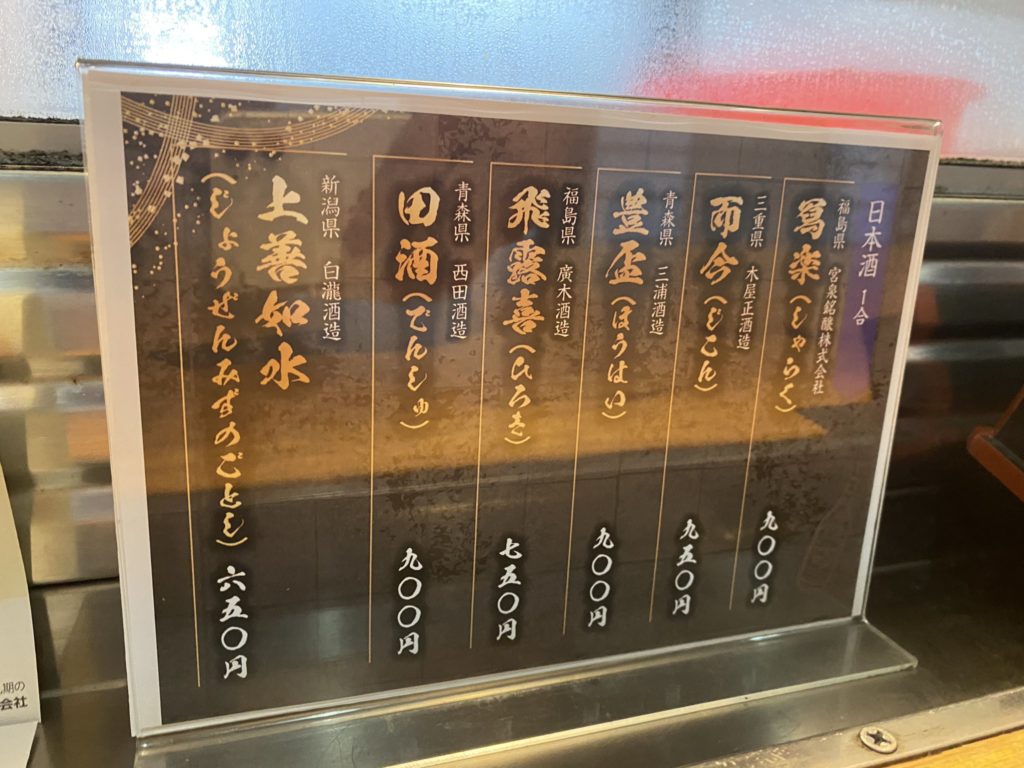 日本酒 一合
福島県 宮泉銘醸株式会社
冩楽(しゃらく) 九〇〇円
三重県 木屋正酒造
而今(じこん) 九五〇円
青森県 三浦酒造
豊盃(ほうはい) 九〇〇円
福島県 廣木酒造
飛露喜(ひろき) 七五〇円
青森県 西田酒造
田酒(でんしゅ) 九〇〇円
新潟県 白瀧酒造
上善如水
(じょうぜんみずのごとし) 六五〇円
期の
会社